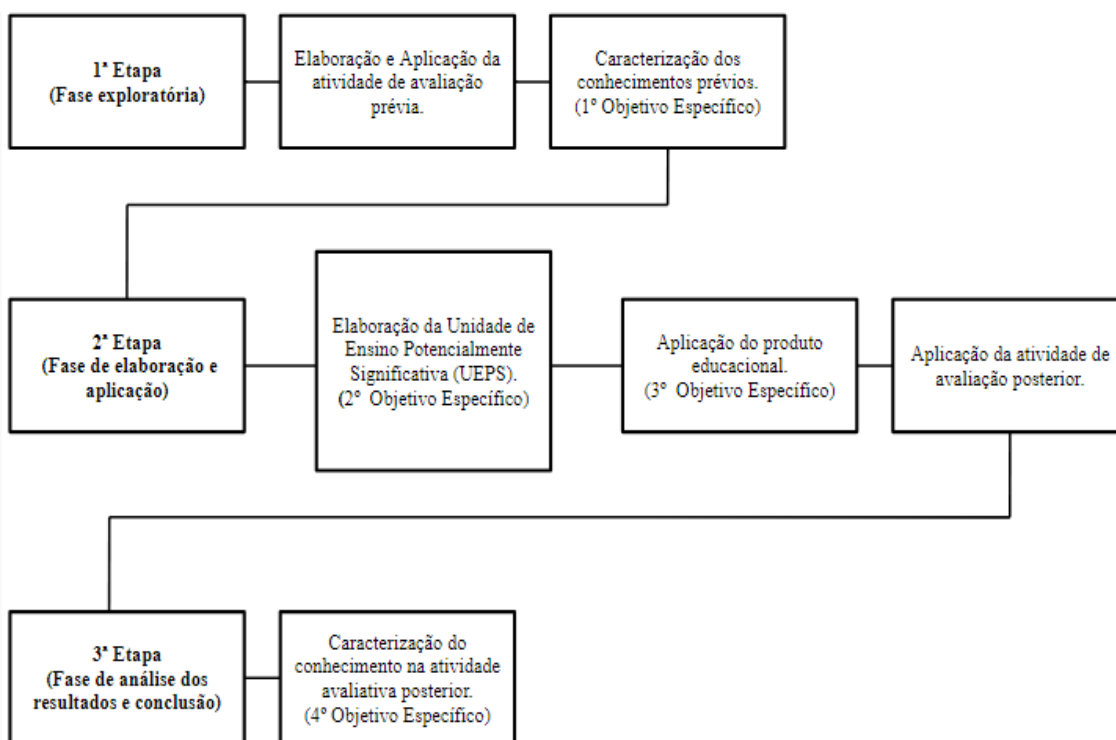 1ª Etapa
(Fase exploratória)
Elaboração e Aplicação da
atividade de avaliação
prévia.
Caracterização dos
conhecimentos prévios.
(1º Objetivo Específico)
2ª Etapa
(Fase de elaboração e
aplicação)
Elaboração da Unidade de
Ensino Potencialmente
Significativa (UEPS).
(2º Objetivo Específico)
Aplicação do produto
educacional.
(3º Objetivo Específico)
Aplicação da atividade de
avaliação posterior.
3ª Etapa
(Fase de análise dos
resultados e conclusão)
Caracterização do
conhecimento na atividade
avaliativa posterior.
(4º Objetivo Específico)